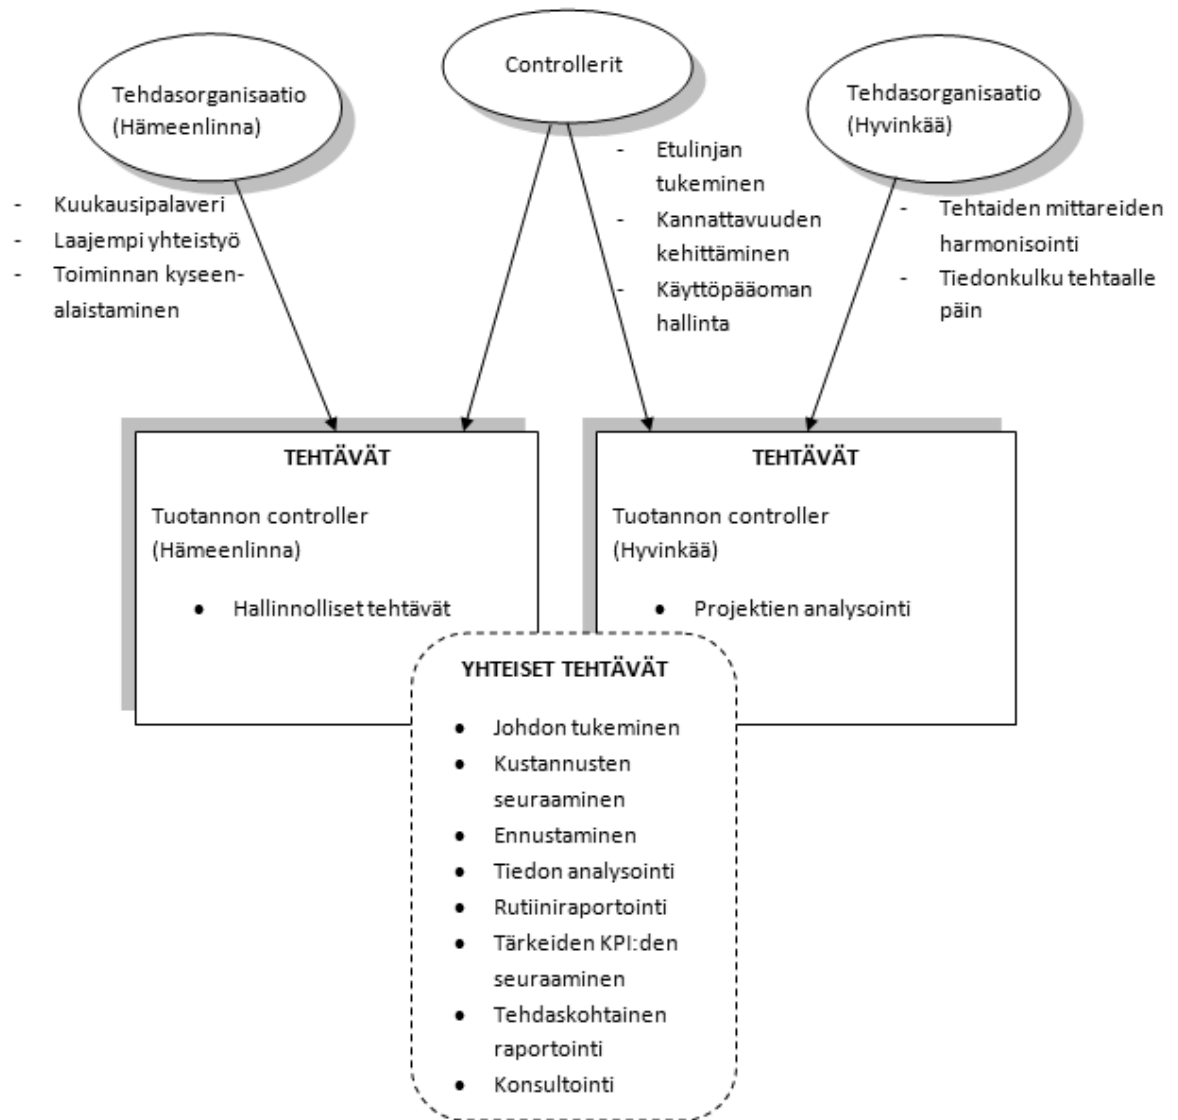 Tehdasorganisaatio
(Hämeenlinna)
Controllerit
Tehdasorganisaatio
(Hyvinkää)
- Kuukausipalaveri
- Laajempi yhteistyö
- Toiminnan kyseen-
alaistaminen
- Etulinjan
tukeminen
- Kannattavuuden
kehittäminen
- Käyttöpääoman
hallinta
- Tehtaiden mittareiden
harmonisointi
- Tiedonkulku tehtaalle
päin
TEHTÄVÄT
Tuotannon controller
(Hämeenlinna)
● Hallinnolliset tehtävät
TEHTÄVÄT
Tuotannon controller
(Hyvinkää)
● Projektien analysointi
YHTEISET TEHTÄVÄT
● Johdon tukeminen
● Kustannusten
seuraaminen
● Ennustaminen
● Tiedon analysointi
● Rutiiniraportointi
● Tärkeiden KPI:den
seuraaminen
● Tehdaskohtainen
raportointi
● Konsultointi